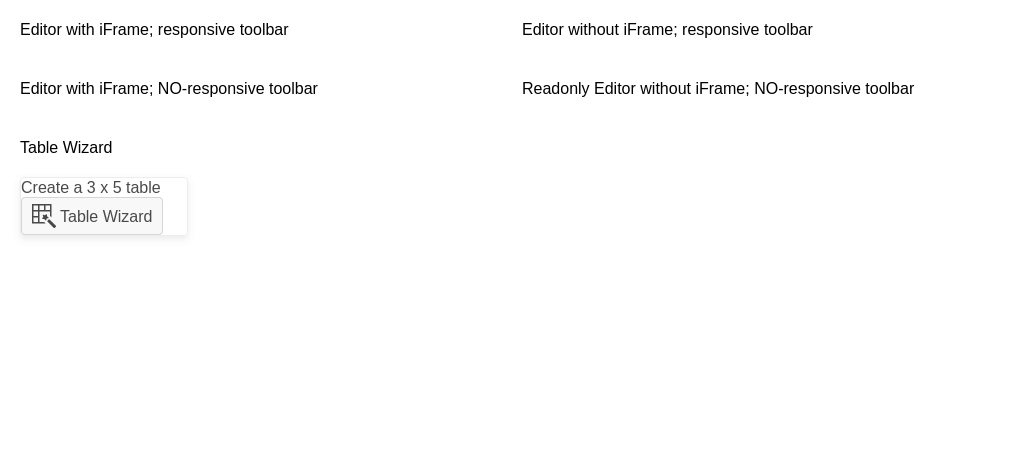 Editor with iFrame; responsive toolbar
Editor without iFrame; responsive toolbar
Editor with iFrame; NO-responsive toolbar
Readonly Editor without iFrame; NO-responsive toolbar
Table Wizard
Create a 3 x 5 table
Table Wizard